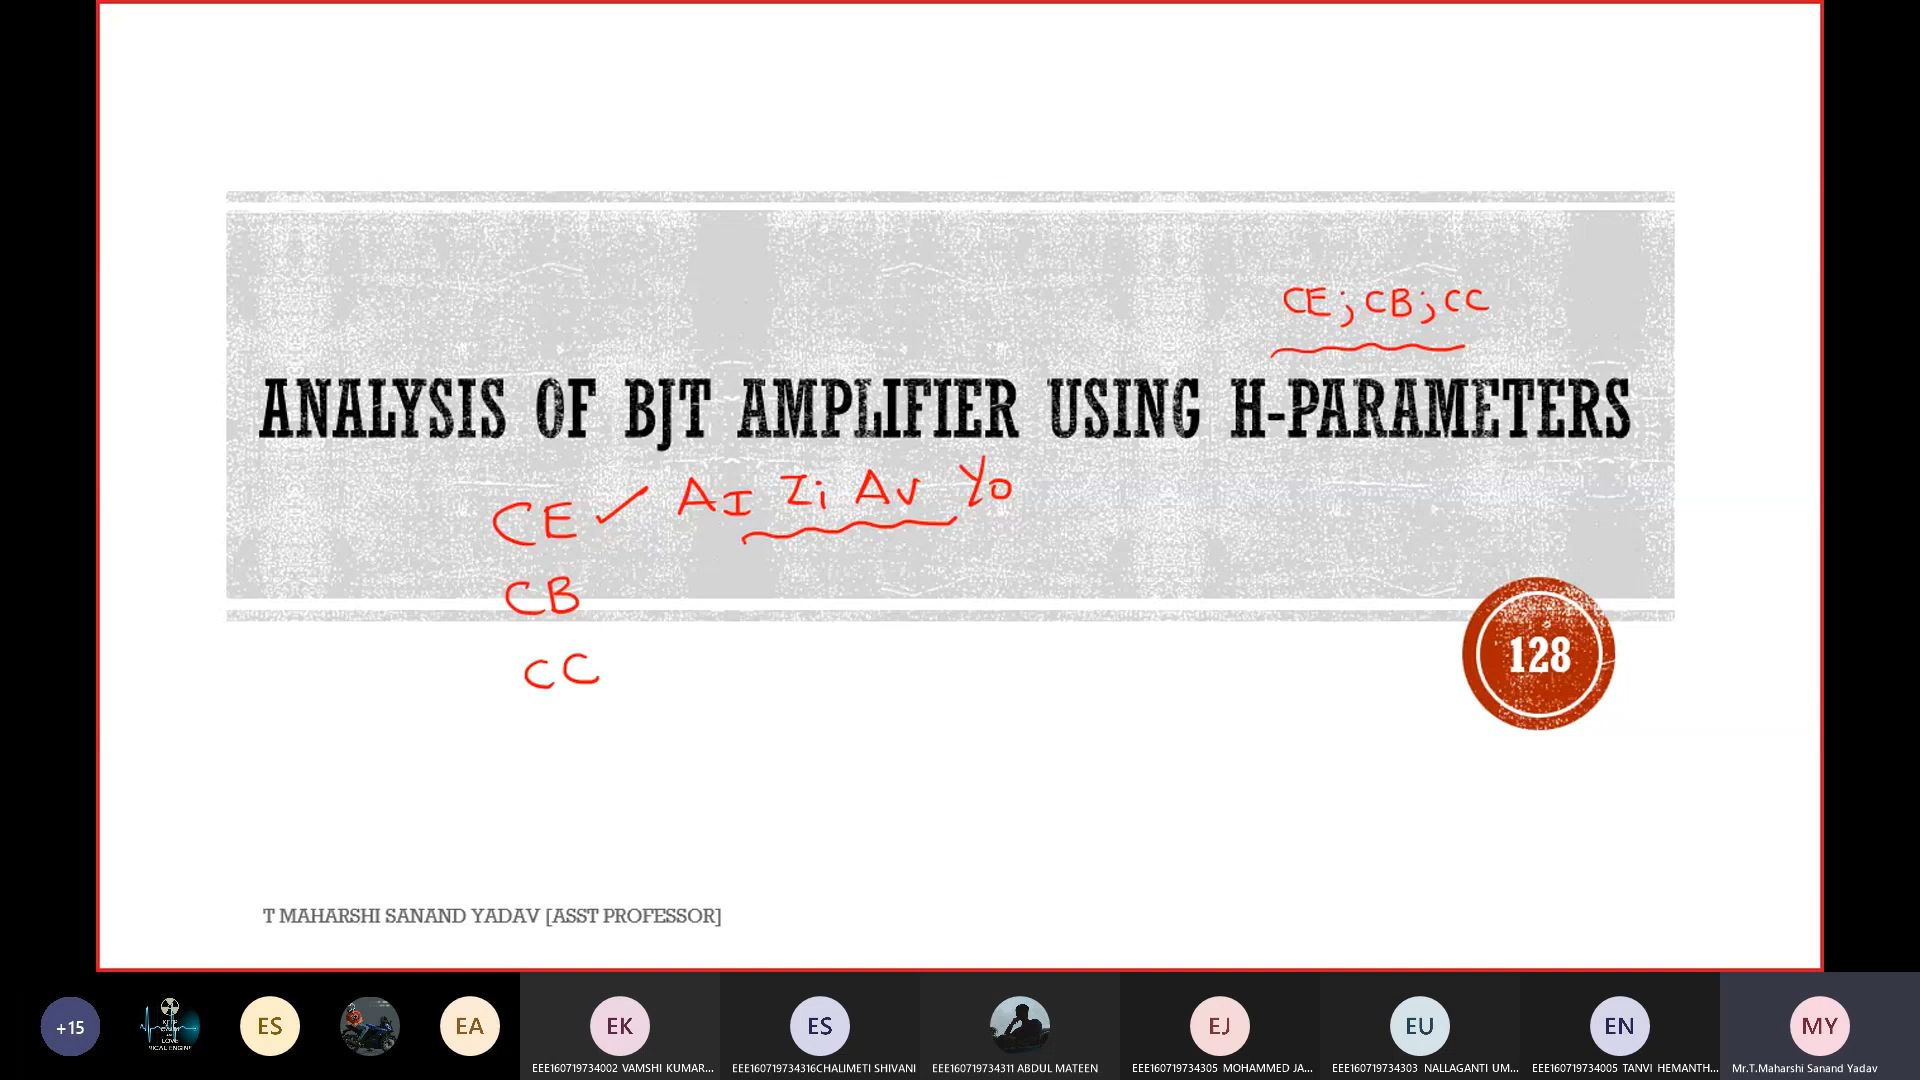 CE ; CB ; CC
ANALYSIS OF BJT AMPLIFIER USING H-PARAMETERS
CE ✓ AI Zi Av Yo
CB
CC
128
T MAHARSHI SANAND YADAV [ASST PROFESSOR]
+15
ES
EA
EK
ES
EJ
EU
EN
MY
EEE160719734002 VAMSHI KUMAR...
EEE160719734316CHALIMETI SHIVANI
EEE160719734311 ABDUL MATEEN
EEE160719734305 MOHAMMED JA...
EEE160719734303 NALLAGANTI UM...
EEE160719734005 TANVI HEMANTH...
Mr.T.Maharshi Sanand Yadav